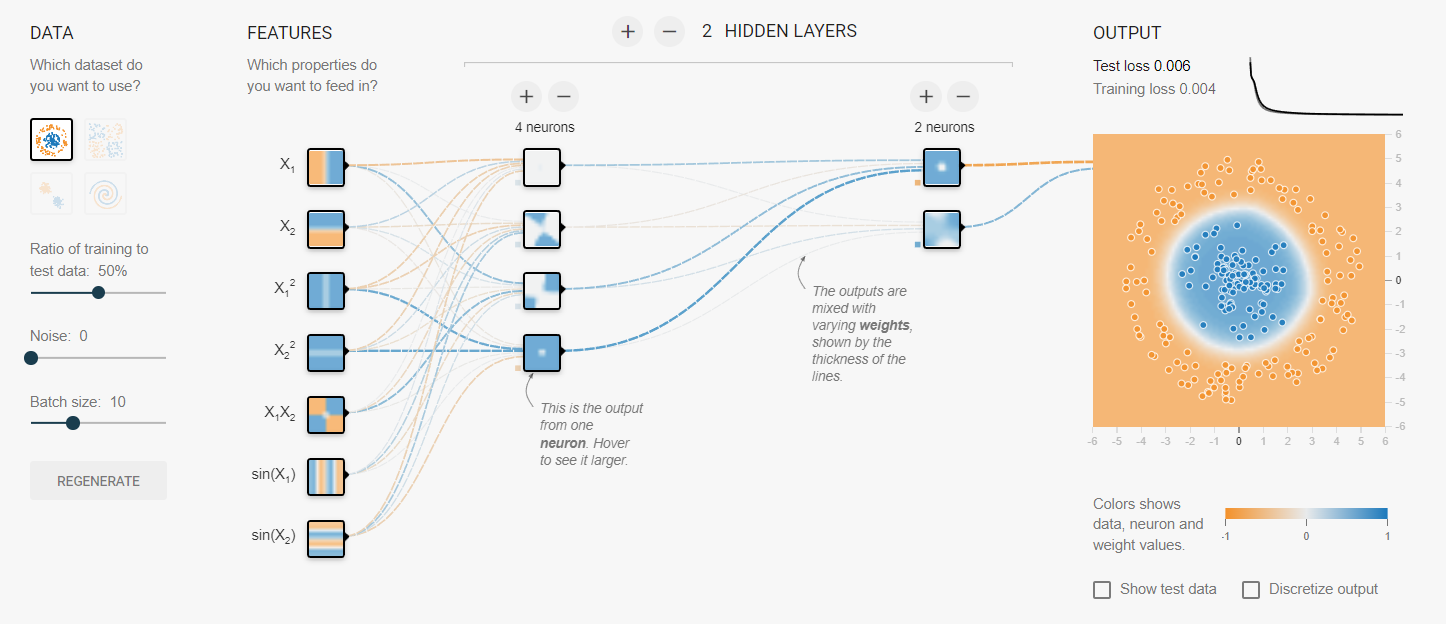 DATA
Which dataset do
you want to use?
Ratio of training to
test data: 50%
Noise: 0
Batch size: 10
REGENERATE
FEATURES
Which properties do
you want to feed in?
X1
X2
X1²
X2²
X1X2
sin(X1)
sin(X2)
+ − 2 HIDDEN LAYERS
+ −
4 neurons
+ −
2 neurons
This is the output
from one
neuron. Hover
to see it larger.
The outputs are
mixed with
varying weights,
shown by the
thickness of the
lines.
OUTPUT
Test loss 0.006
Training loss 0.004
6
5
4
3
2
1
0
-1
-2
-3
-4
-5
-6
-6 -5 -4 -3 -2 -1 0 1 2 3 4 5 6
Colors shows
data, neuron and
weight values.
-1 0 1
Show test data
Discretize output